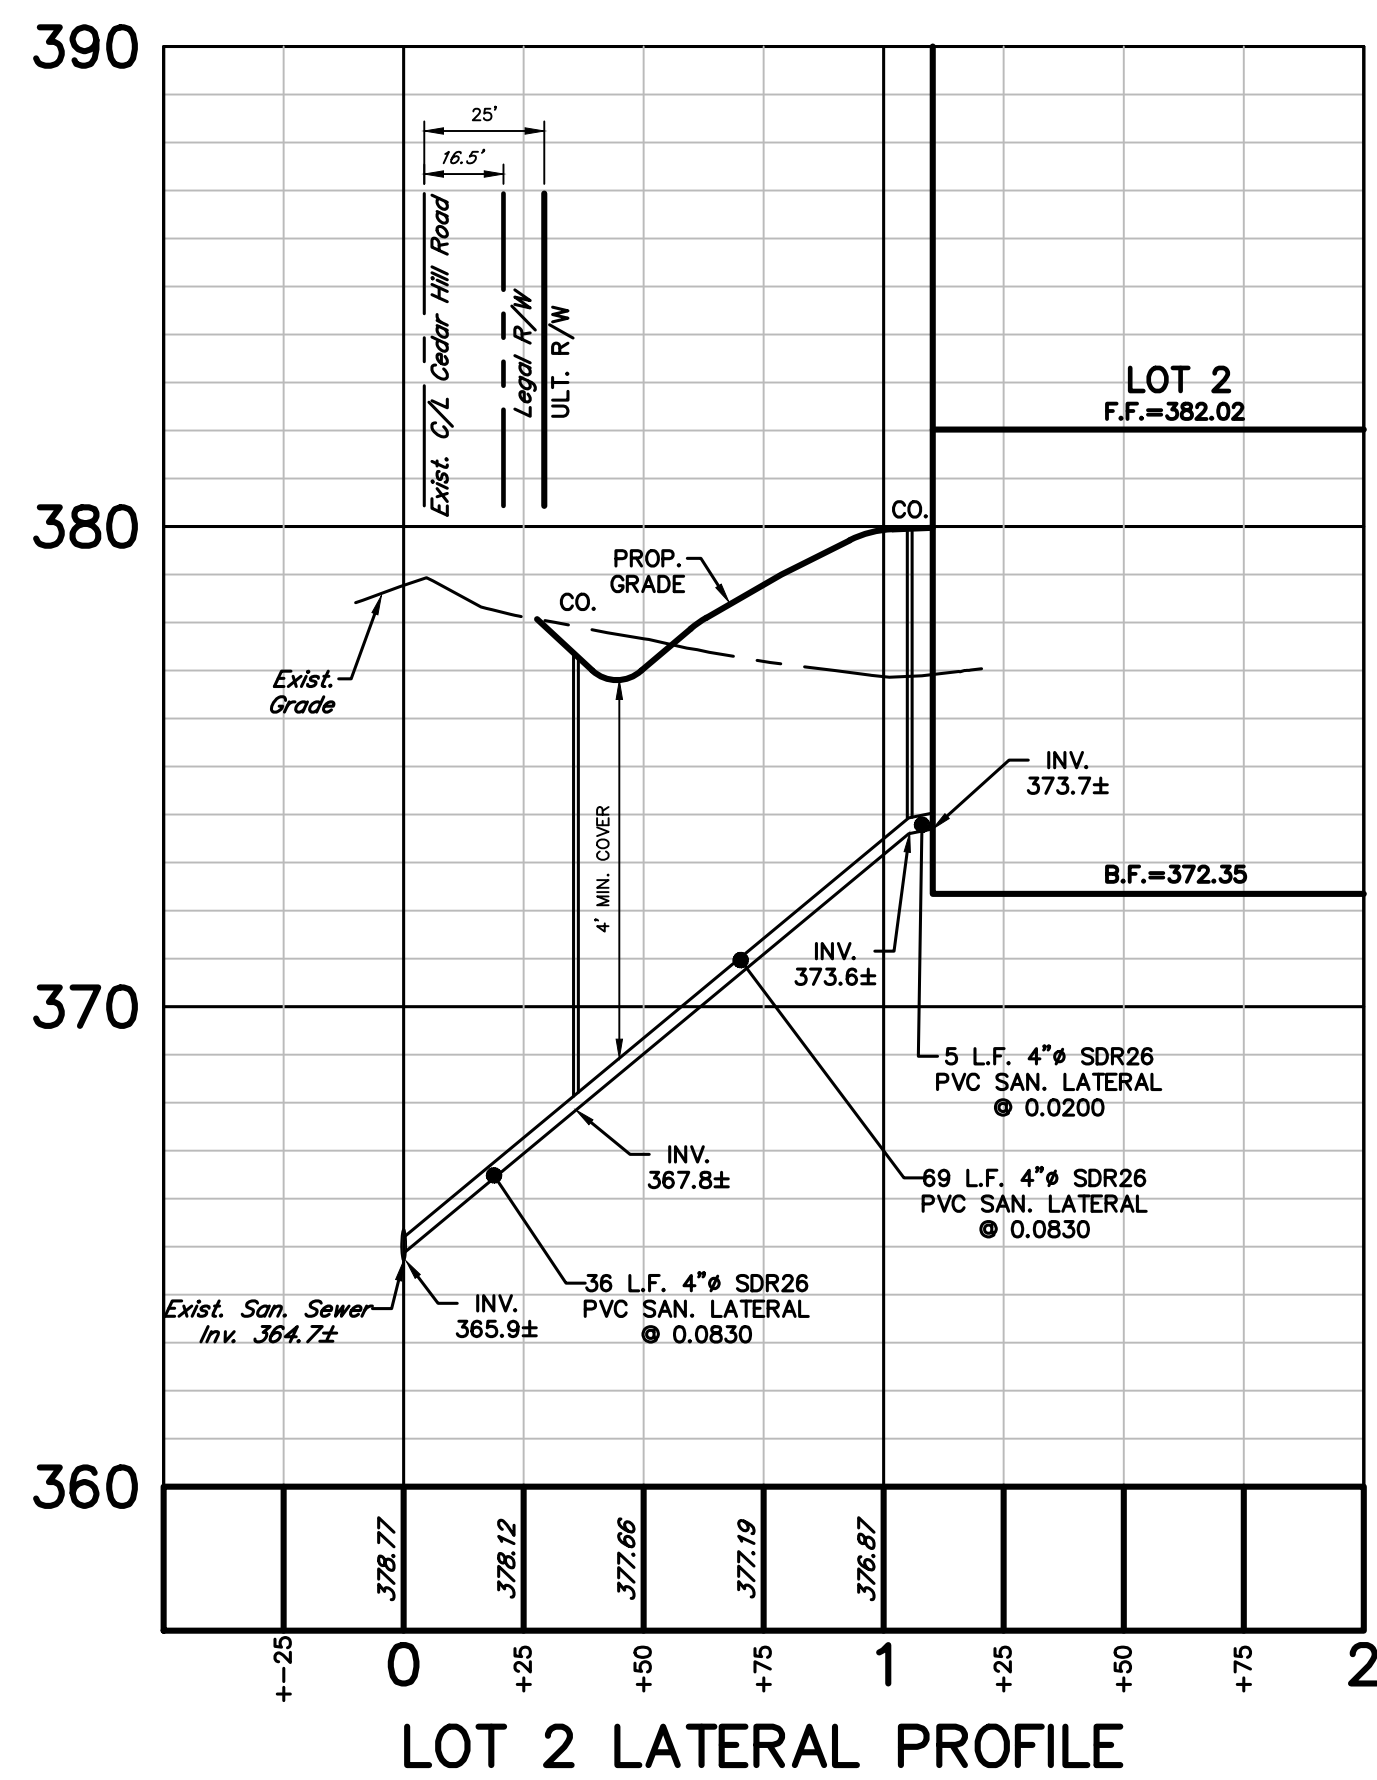 390
25'
16.5'
Exist. C/L Cedar Hill Road
Legal R/W
ULT. R/W
LOT 2
F.F.=382.02
380
CO.
PROP.
GRADE
CO.
Exist.
Grade
INV.
373.7±
4' MIN. COVER
B.F.=372.35
INV.
373.6±
370
5 L.F. 4"ø SDR26
PVC SAN. LATERAL
@ 0.0200
INV.
367.8±
69 L.F. 4"ø SDR26
PVC SAN. LATERAL
@ 0.0830
36 L.F. 4"ø SDR26
PVC SAN. LATERAL
@ 0.0830
Exist. San. Sewer
Inv. 364.7±
INV.
365.9±
360
378.77
378.12
377.66
377.19
376.87
+-25
0
+25
+50
+75
1
+25
+50
+75
2
LOT 2 LATERAL PROFILE